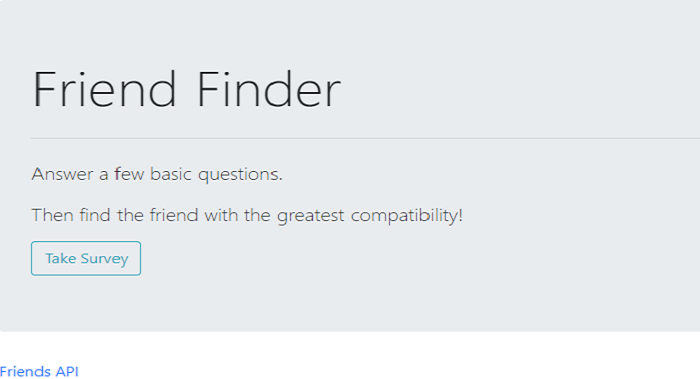 Friend Finder
Answer a few basic questions.
Then find the friend with the greatest compatibility!
Take Survey
Friends API